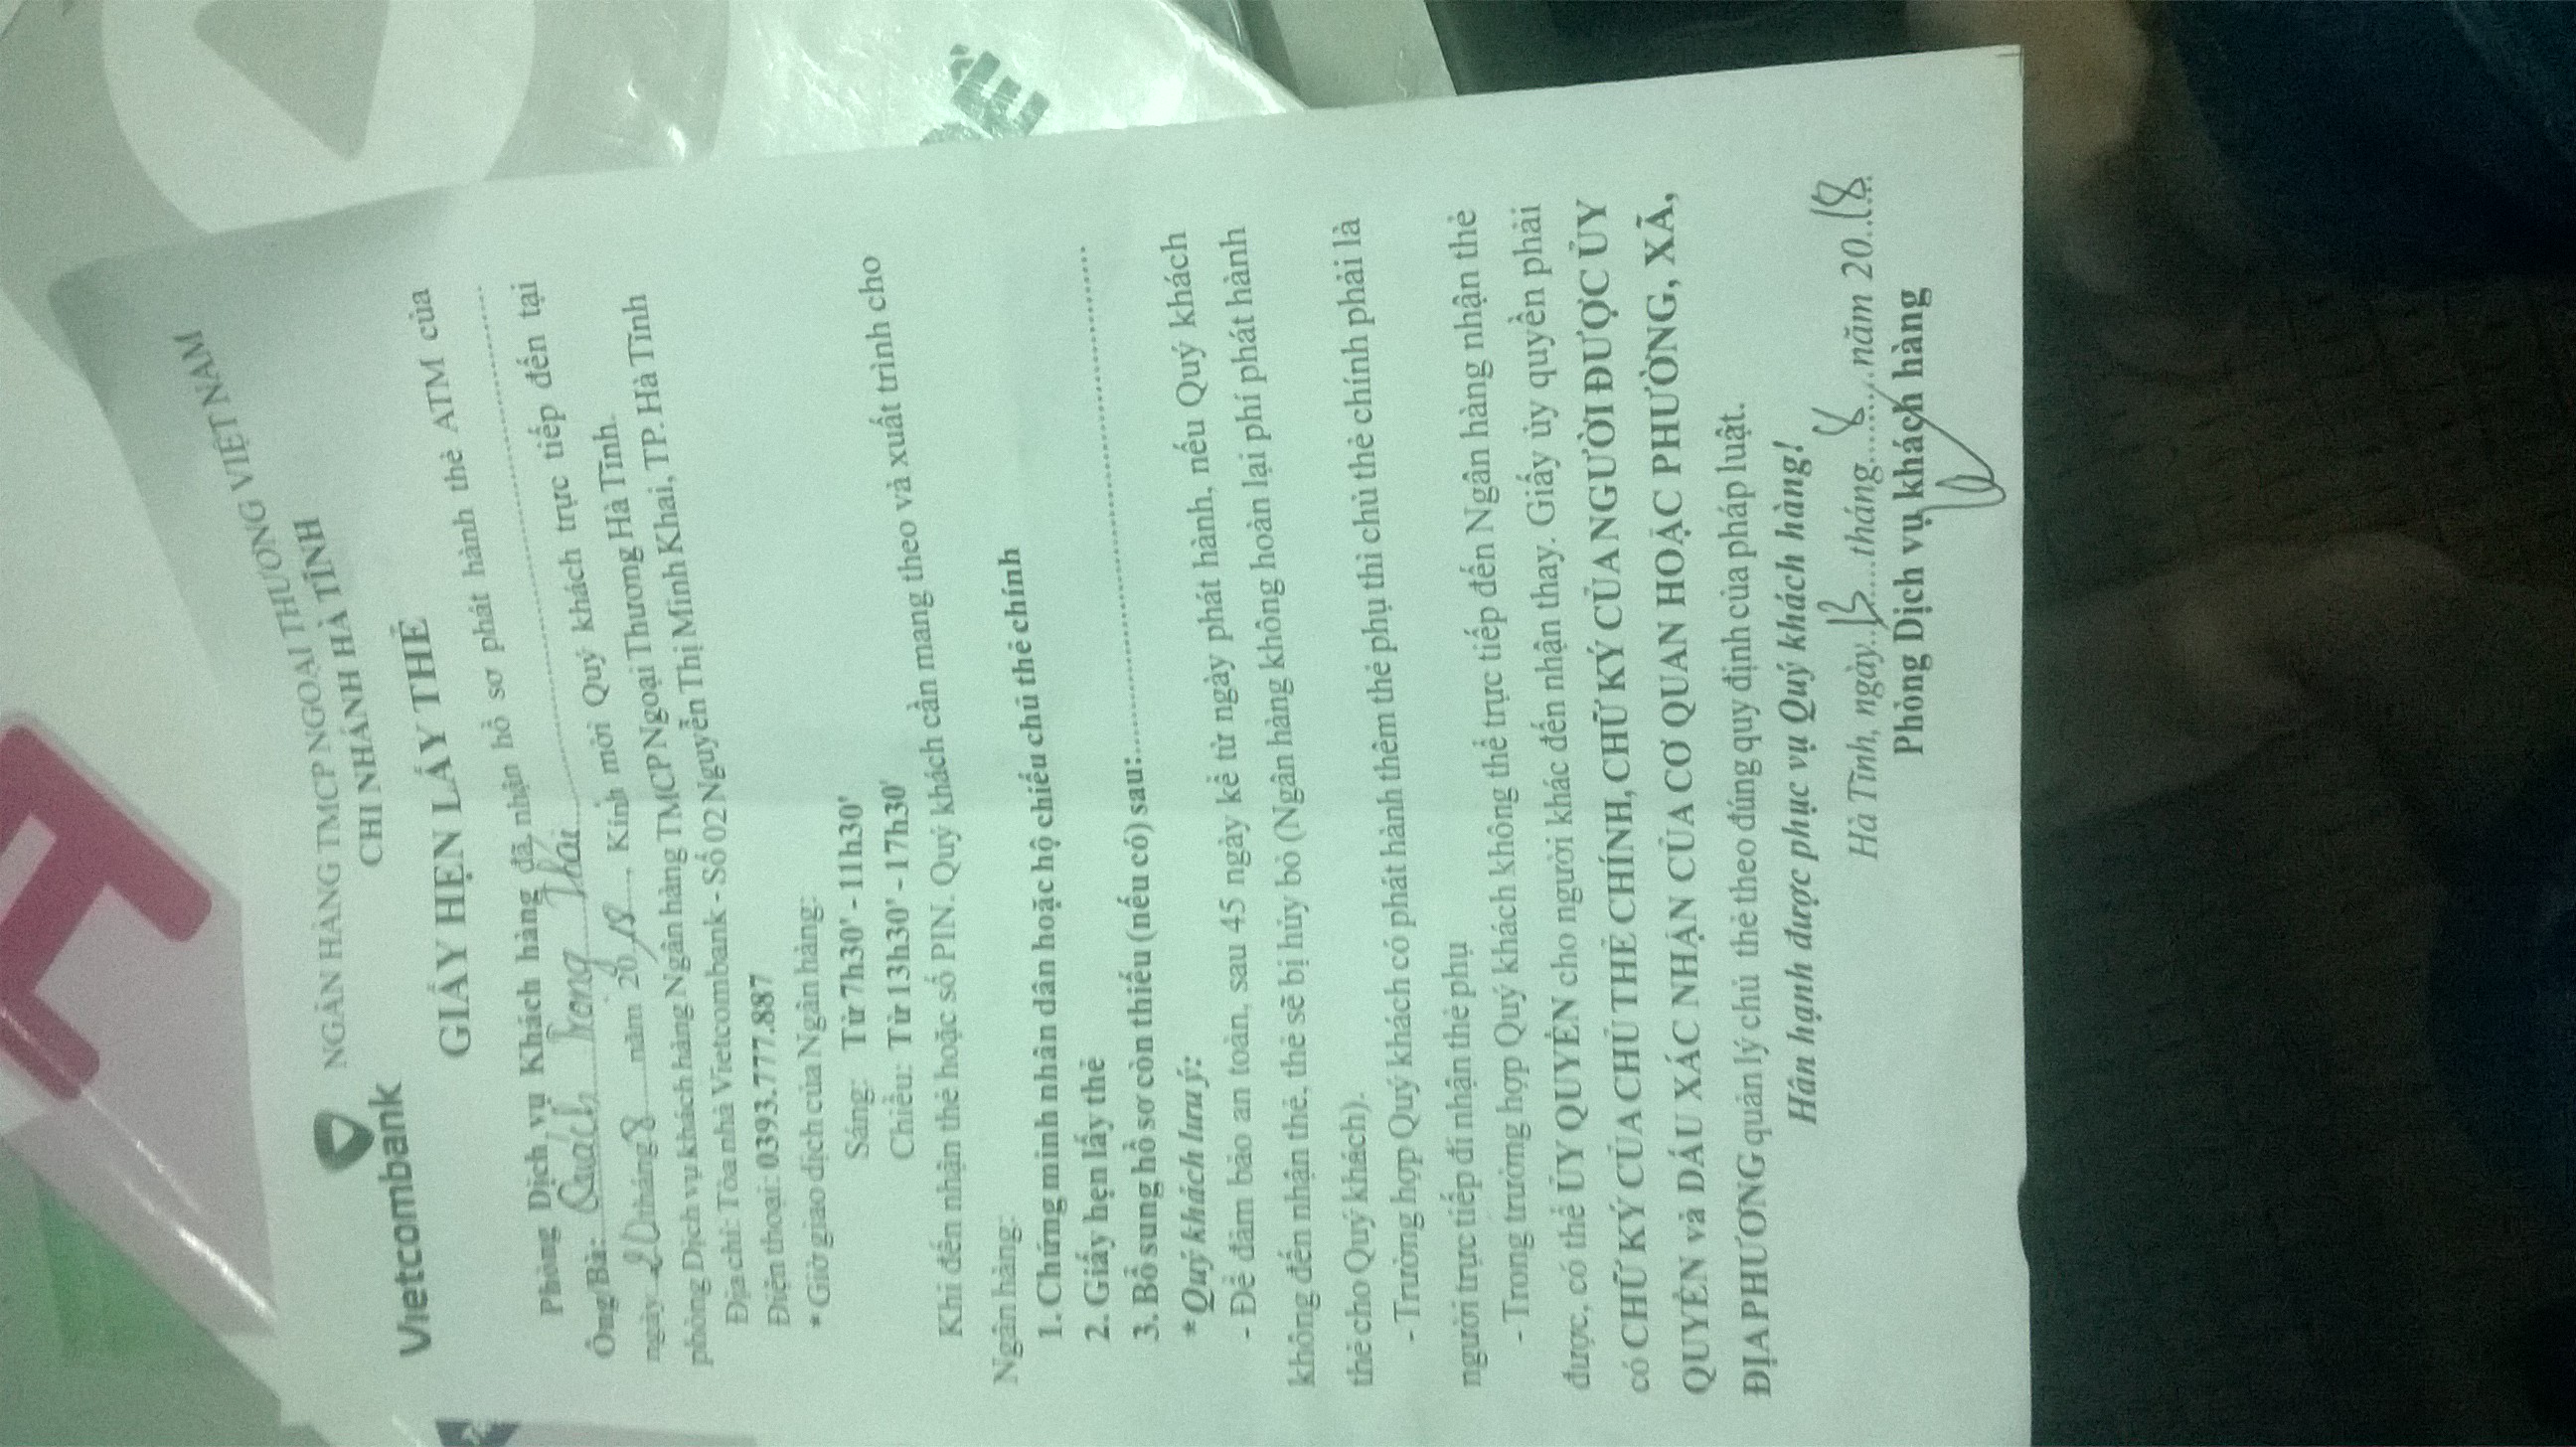 Vietcombank
NGÂN HÀNG TMCP NGOẠI THƯƠNG VIỆT NAM
CHI NHÁNH HÀ TĨNH
GIẤY HẸN LẤY THẺ
Phòng Dịch vụ Khách hàng đã nhận hồ sơ phát hành thẻ ATM của
Ông/Bà: Quách Trọng Thái
ngày 20 tháng 8 năm 2018, Kính mời Quý khách trực tiếp đến tại
phòng Dịch vụ khách hàng Ngân hàng TMCP Ngoại Thương Hà Tĩnh.
Địa chỉ: Tòa nhà Vietcombank - Số 02 Nguyễn Thị Minh Khai, TP. Hà Tĩnh
Điện thoại: 0393.777.887
* Giờ giao dịch của Ngân hàng:
Sáng: Từ 7h30' - 11h30'
Chiều: Từ 13h30' - 17h30'
Khi đến nhận thẻ hoặc số PIN. Quý khách cần mang theo và xuất trình cho
Ngân hàng:
1. Chứng minh nhân dân hoặc hộ chiếu chủ thẻ chính
2. Giấy hẹn lấy thẻ
3. Bổ sung hồ sơ còn thiếu (nếu có) sau:
* Quý khách lưu ý:
- Để đảm bảo an toàn, sau 45 ngày kể từ ngày phát hành, nếu Quý khách
không đến nhận thẻ, thẻ sẽ bị hủy bỏ (Ngân hàng không hoàn lại phí phát hành
thẻ cho Quý khách).
- Trường hợp Quý khách có phát hành thêm thẻ phụ thì chủ thẻ chính phải là
người trực tiếp đi nhận thẻ phụ
- Trong trường hợp Quý khách không thể trực tiếp đến Ngân hàng nhận thẻ
được, có thể ỦY QUYỀN cho người khác đến nhận thay. Giấy ủy quyền phải
có CHỮ KÝ CỦA CHỦ THẺ CHÍNH, CHỮ KÝ CỦA NGƯỜI ĐƯỢC ỦY
QUYỀN và DẤU XÁC NHẬN CỦA CƠ QUAN HOẶC PHƯỜNG, XÃ,
ĐỊA PHƯƠNG quản lý chủ thẻ theo đúng quy định của pháp luật.
Hân hạnh được phục vụ Quý khách hàng!
Hà Tĩnh, ngày 13 tháng 8 năm 2018
Phòng Dịch vụ khách hàng